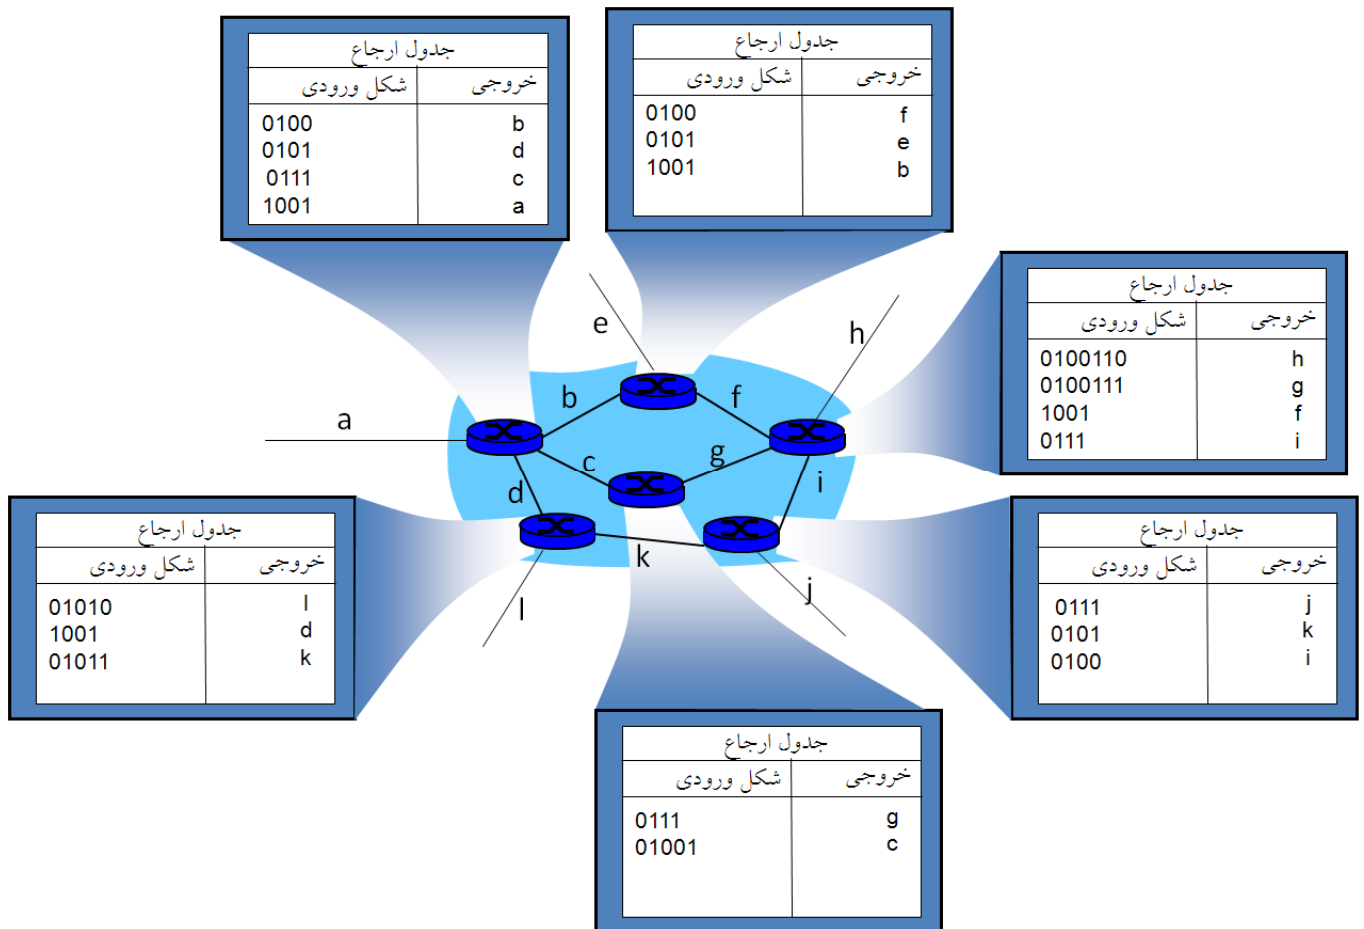 جدول ارجاع
شکل ورودی خروجی
0100 b
0101 d
0111 c
1001 a
جدول ارجاع
شکل ورودی خروجی
0100 f
0101 e
1001 b
جدول ارجاع
شکل ورودی خروجی
0100110 h
0100111 g
1001 f
0111 i
e
h
b
f
a
c
g
d
i
k
l
j
جدول ارجاع
شکل ورودی خروجی
01010 l
1001 d
01011 k
جدول ارجاع
شکل ورودی خروجی
0111 j
0101 k
0100 i
جدول ارجاع
شکل ورودی خروجی
0111 g
01001 c